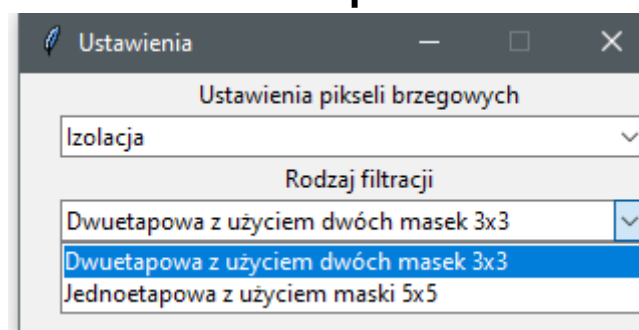 Ustawienia
Ustawienia pikseli brzegowych
Izolacja
Rodzaj filtracji
Dwuetapowa z użyciem dwóch masek 3x3
Dwuetapowa z użyciem dwóch masek 3x3
Jednoetapowa z użyciem maski 5x5